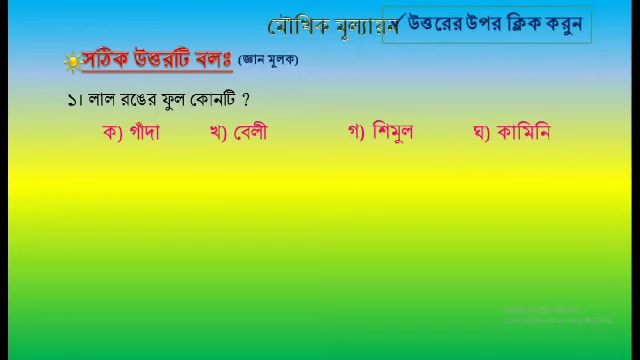 মৌখিক মূল্যায়ন ✓ উত্তরের উপর ক্লিক করুন
সঠিক উত্তরটি বলঃ (জ্ঞান মূলক)
১। লাল রঙের ফুল কোনটি ?
ক) গাঁদা খ) বেলী গ) শিমুল ঘ) কামিনি